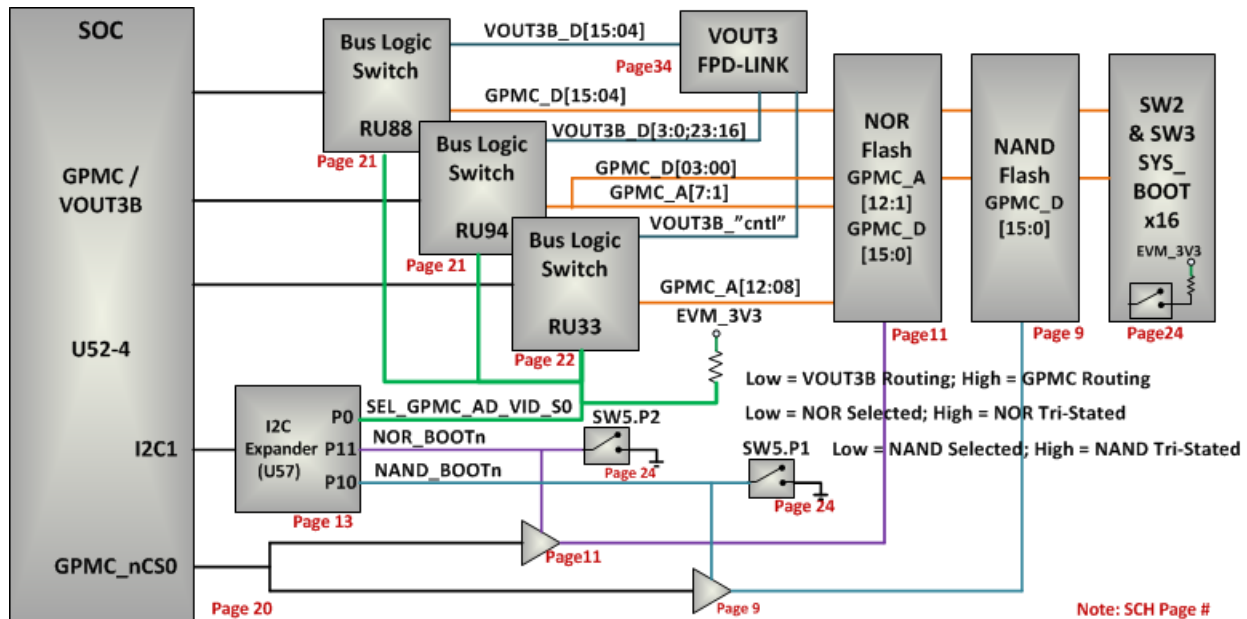 SOC
GPMC /
VOUT3B
U52-4
I2C1
GPMC_nCS0
Page 20
Bus Logic
Switch
RU88
Page 21
Bus Logic
Switch
RU94
Page 21
Bus Logic
Switch
RU33
Page 22
VOUT3B_D[15:04]
GPMC_D[15:04]
VOUT3B_D[3:0;23:16]
GPMC_D[03:00]
GPMC_A[7:1]
VOUT3B_"cntl"
GPMC_A[12:08]
EVM_3V3
VOUT3
FPD-LINK
Page34
NOR
Flash
GPMC_A
[12:1]
GPMC_D
[15:0]
Page11
NAND
Flash
GPMC_D
[15:0]
Page 9
SW2
& SW3
SYS_
BOOT
x16
EVM_3V3
Page24
Low = VOUT3B Routing; High = GPMC Routing
Low = NOR Selected; High = NOR Tri-Stated
Low = NAND Selected; High = NAND Tri-Stated
I2C
Expander
(U57)
P0
P11
P10
Page 13
SEL_GPMC_AD_VID_S0
NOR_BOOTn
NAND_BOOTn
SW5.P2
Page 24
SW5.P1
Page 24
Page11
Page 9
Note: SCH Page #